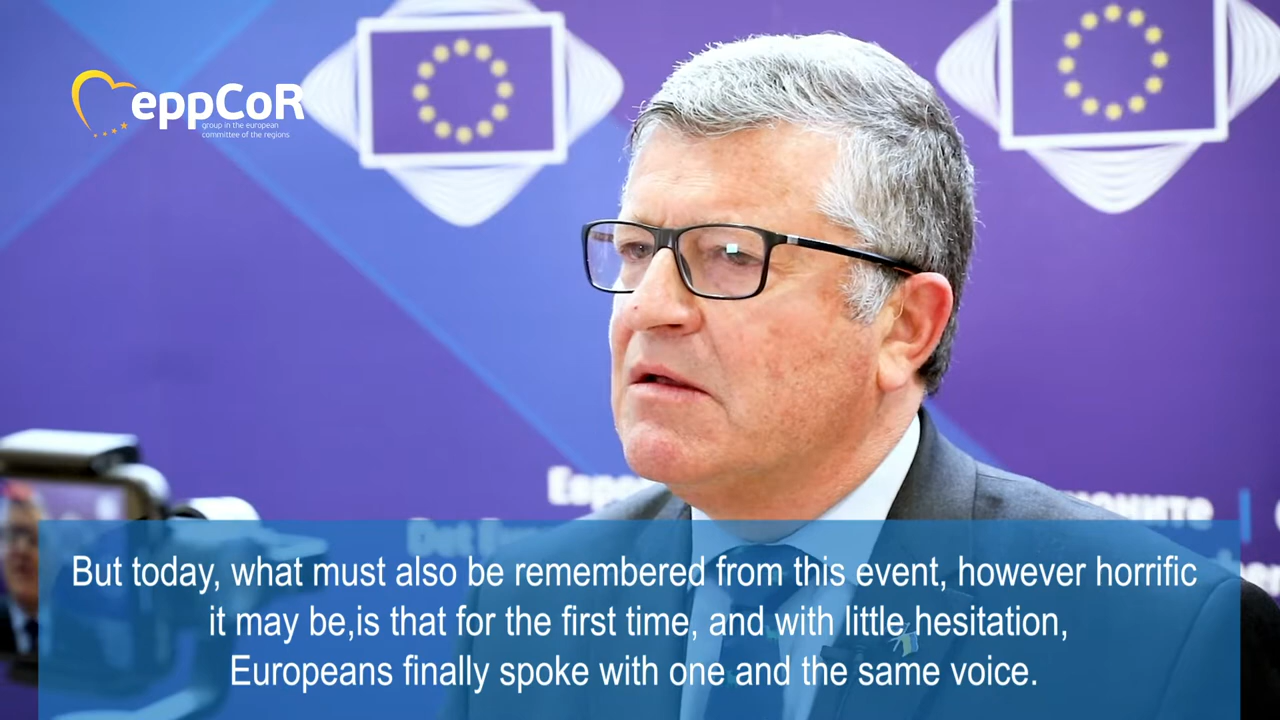 eppCoR
group in the european
committee of the regions
But today, what must also be remembered from this event, however horrific
it may be,is that for the first time, and with little hesitation,
Europeans finally spoke with one and the same voice.